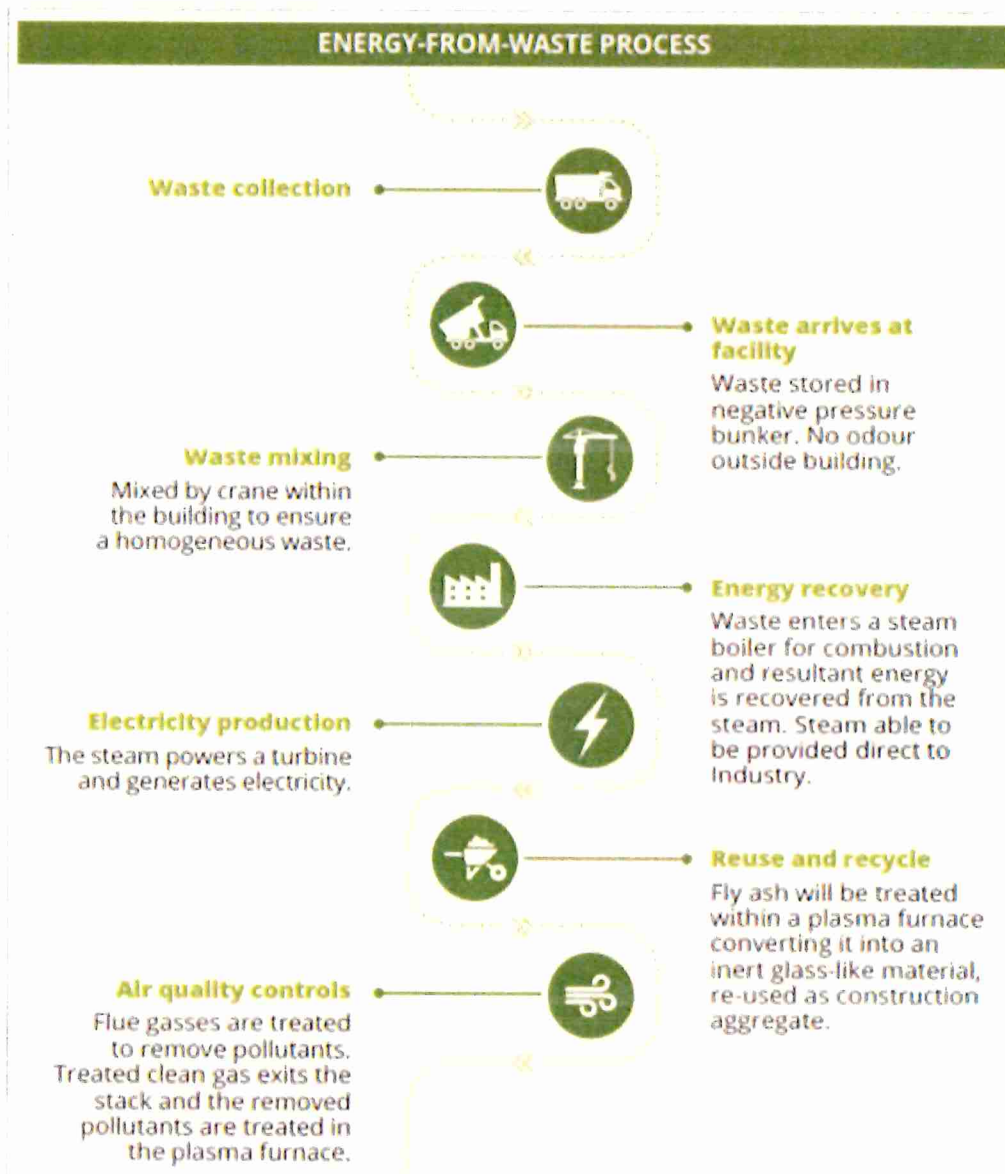 ENERGY-FROM-WASTE PROCESS
Waste collection
Waste arrives at
facility
Waste stored in
negative pressure
bunker. No odour
outside building.
Waste mixing
Mixed by crane within
the building to ensure
a homogeneous waste.
Energy recovery
Waste enters a steam
boiler for combustion
and resultant energy
is recovered from the
steam. Steam able to
be provided direct to
Industry.
Electricity production
The steam powers a turbine
and generates electricity.
Reuse and recycle
Fly ash will be treated
within a plasma furnace
converting it into an
inert glass-like material,
re-used as construction
aggregate.
Air quality controls
Flue gasses are treated
to remove pollutants.
Treated clean gas exits the
stack and the removed
pollutants are treated in
the plasma furnace.